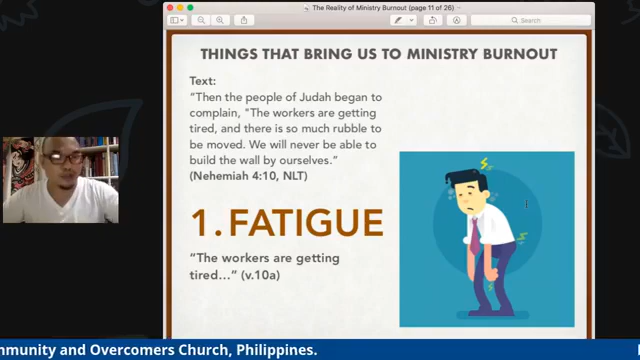 The Reality of Ministry Burnout (page 11 of 26)
Search
THINGS THAT BRING US TO MINISTRY BURNOUT
Text:
“Then the people of Judah began to
complain, "The workers are getting
tired, and there is so much rubble to
be moved. We will never be able to
build the wall by ourselves.”
(Nehemiah 4:10, NLT)
1. FATIGUE
“The workers are getting
tired…” (v.10a)
mmunity and Overcomers Church, Philippines.